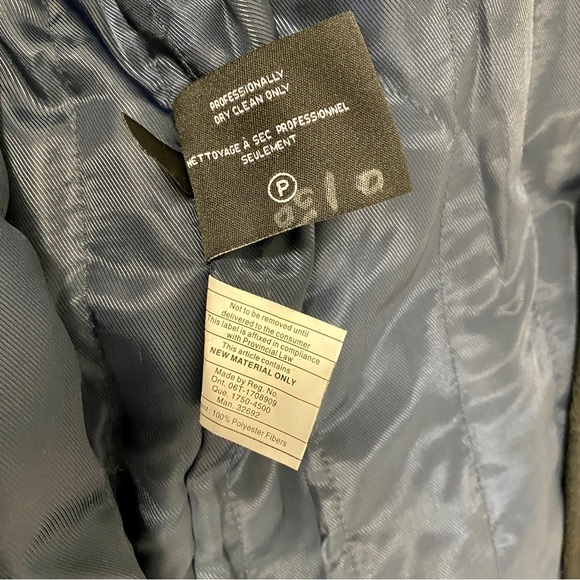 PROFESSIONALLY
DRY CLEAN ONLY
NETTOYAGE À SEC PROFESSIONNEL
SEULEMENT
P
Not to be removed until
delivered to the consumer
This label is affixed in compliance
with Provincial Law
This article contains
NEW MATERIAL ONLY
Made by Reg. No.
Ont. 06T-1708909
Que. 1750-4500
Man. 32692
100% Polyester Fibers